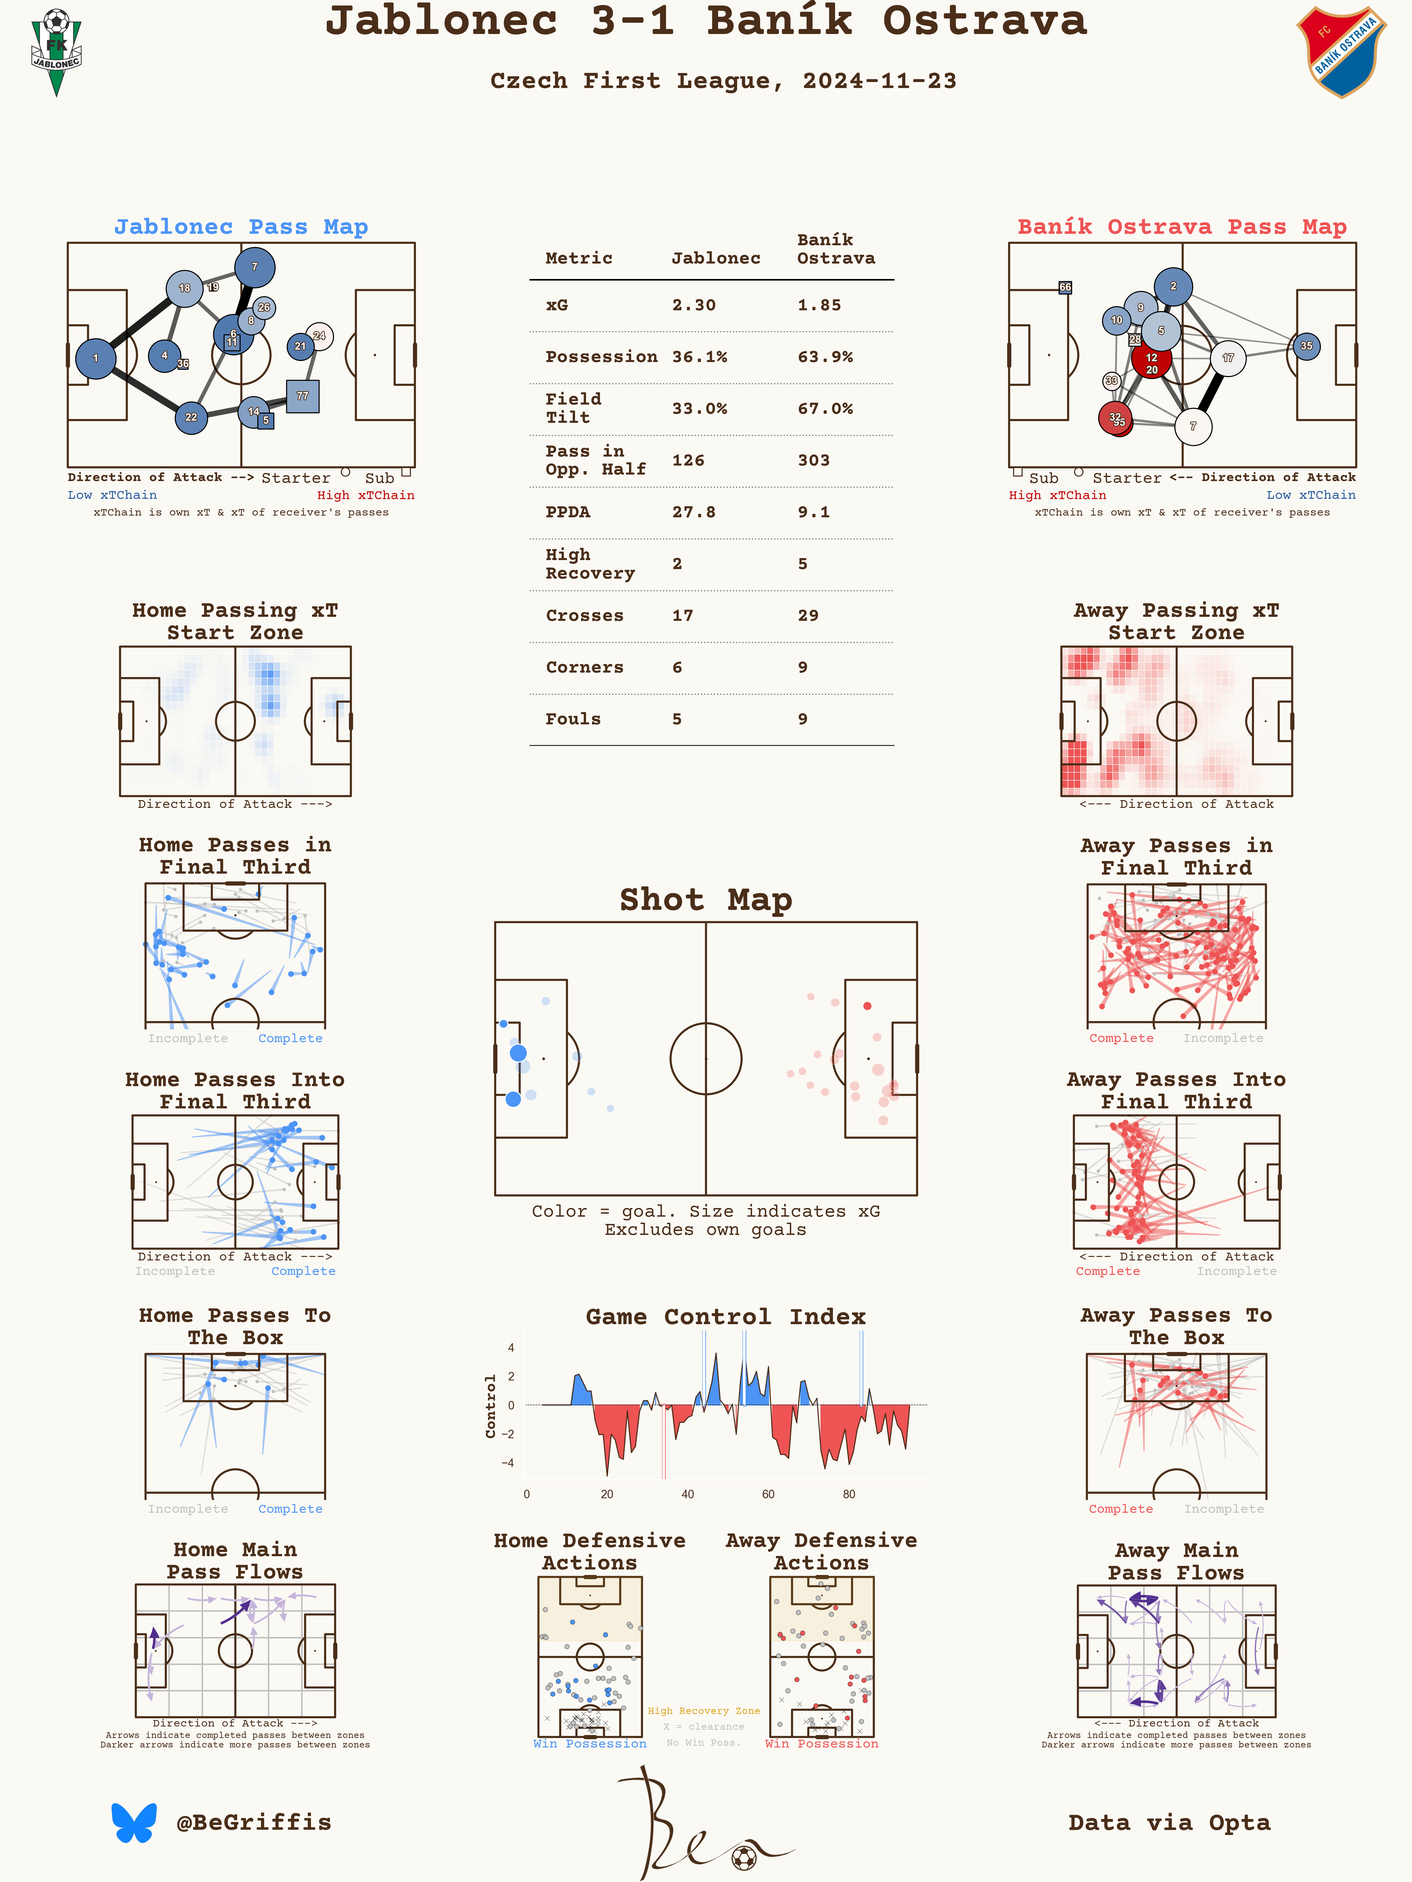 Jablonec 3-1 Baník Ostrava
Czech First League, 2024-11-23
FK
JABLONEC
FC
BANÍK OSTRAVA
Jablonec Pass Map
7
18
19
26
8
6
11
24
21
1
4
36
77
14
5
22
Direction of Attack --> Starter Sub
Low xTChain High xTChain
xTChain is own xT & xT of receiver's passes
Metric Jablonec Baník Ostrava
xG 2.30 1.85
Possession 36.1% 63.9%
Field Tilt 33.0% 67.0%
Pass in Opp. Half 126 303
PPDA 27.8 9.1
High Recovery 2 5
Crosses 17 29
Corners 6 9
Fouls 5 9
Baník Ostrava Pass Map
66
2
9
10
5
28
35
12
20
17
33
32
95
7
Sub Starter <-- Direction of Attack
High xTChain Low xTChain
xTChain is own xT & xT of receiver's passes
Home Passing xT
Start Zone
Direction of Attack --->
Away Passing xT
Start Zone
<--- Direction of Attack
Home Passes in
Final Third
Incomplete Complete
Away Passes in
Final Third
Complete Incomplete
Shot Map
Color = goal. Size indicates xG
Excludes own goals
Home Passes Into
Final Third
Direction of Attack --->
Incomplete Complete
Away Passes Into
Final Third
<--- Direction of Attack
Complete Incomplete
Home Passes To
The Box
Incomplete Complete
Game Control Index
Control
4
2
0
−2
−4
0 20 40 60 80
Away Passes To
The Box
Complete Incomplete
Home Main
Pass Flows
Direction of Attack --->
Arrows indicate completed passes between zones
Darker arrows indicate more passes between zones
Home Defensive
Actions
Win Possession
High Recovery Zone
X = clearance
No Win Poss.
Away Defensive
Actions
Win Possession
Away Main
Pass Flows
<--- Direction of Attack
Arrows indicate completed passes between zones
Darker arrows indicate more passes between zones
@BeGriffis
Ben
Data via Opta